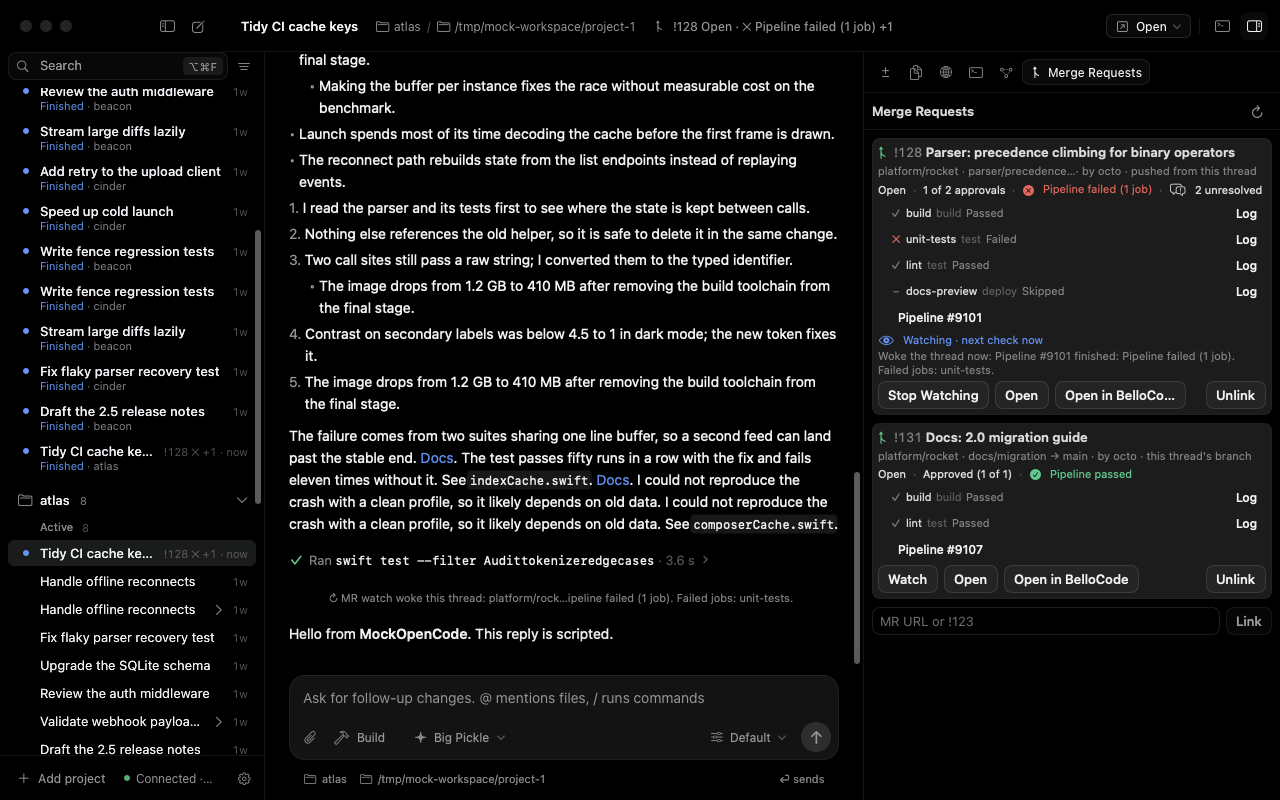 Tidy CI cache keys
atlas / /tmp/mock-workspace/project-1
!128 Open · × Pipeline failed (1 job) +1
Open
Search ⌥⌘F
Review the auth middleware 1w
Finished · beacon
Stream large diffs lazily 1w
Finished · beacon
Add retry to the upload client 1w
Finished · cinder
Speed up cold launch 1w
Finished · cinder
Write fence regression tests 1w
Finished · beacon
Write fence regression tests 1w
Finished · cinder
Stream large diffs lazily 1w
Finished · beacon
Fix flaky parser recovery test 1w
Finished · cinder
Draft the 2.5 release notes 1w
Finished · beacon
Tidy CI cache ke... !128 × +1 · now
Finished · atlas
atlas 8
Active 8
Tidy CI cache ke... !128 × +1 · now
Handle offline reconnects 1w
Handle offline reconnects 1w
Fix flaky parser recovery test 1w
Upgrade the SQLite schema 1w
Review the auth middleware 1w
Validate webhook payloa... 1w
Draft the 2.5 release notes 1w
Add project
Connected ·...
final stage.
• Making the buffer per instance fixes the race without measurable cost on the
benchmark.
• Launch spends most of its time decoding the cache before the first frame is drawn.
• The reconnect path rebuilds state from the list endpoints instead of replaying
events.
1. I read the parser and its tests first to see where the state is kept between calls.
2. Nothing else references the old helper, so it is safe to delete it in the same change.
3. Two call sites still pass a raw string; I converted them to the typed identifier.
• The image drops from 1.2 GB to 410 MB after removing the build toolchain from
the final stage.
4. Contrast on secondary labels was below 4.5 to 1 in dark mode; the new token fixes
it.
5. The image drops from 1.2 GB to 410 MB after removing the build toolchain from
the final stage.
The failure comes from two suites sharing one line buffer, so a second feed can land
past the stable end. Docs. The test passes fifty runs in a row with the fix and fails
eleven times without it. See indexCache.swift. Docs. I could not reproduce the
crash with a clean profile, so it likely depends on old data. I could not reproduce the
crash with a clean profile, so it likely depends on old data. See composerCache.swift.
Ran swift test --filter Audittokenizeredgecases · 3.6 s
MR watch woke this thread: platform/rock...ipeline failed (1 job). Failed jobs: unit-tests.
Hello from MockOpenCode. This reply is scripted.
Ask for follow-up changes. @ mentions files, / runs commands
Build
Big Pickle
Default
atlas /tmp/mock-workspace/project-1
sends
Merge Requests
Merge Requests
!128 Parser: precedence climbing for binary operators
platform/rocket · parser/precedence...· by octo · pushed from this thread
Open · 1 of 2 approvals · Pipeline failed (1 job) · 2 unresolved
build build Passed Log
unit-tests test Failed Log
lint test Passed Log
docs-preview deploy Skipped Log
Pipeline #9101
Watching · next check now
Woke the thread now: Pipeline #9101 finished: Pipeline failed (1 job).
Failed jobs: unit-tests.
Stop Watching Open Open in BelloCo... Unlink
!131 Docs: 2.0 migration guide
platform/rocket · docs/migration → main · by octo · this thread's branch
Open · Approved (1 of 1) · Pipeline passed
build build Passed Log
lint test Passed Log
Pipeline #9107
Watch Open Open in BelloCode Unlink
MR URL or !123 Link